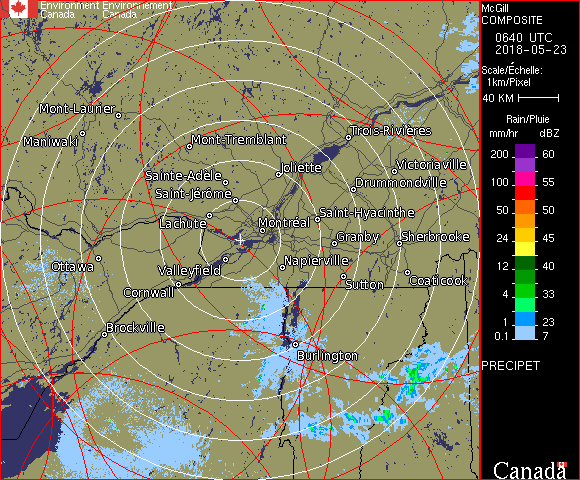 Environment Environment
Canada Canada
McGill
COMPOSITE
0640 UTC
2018-05-23
Scale/Échelle:
1km/Pixel
40 KM
Rain/Pluie
mm/hr dBZ
200 60
100 55
50 50
24 45
12 40
4 33
1 23
0.1 7
PRECIPET
Canada
Mont-Laurier
Maniwaki
Mont-Tremblant
Trois-Rivières
Joliette
Victoriaville
Sainte-Adèle
Drummondville
Saint-Jérôme
Saint-Hyacinthe
Lachute
Montréal
Granby
Sherbrooke
Ottawa
Valleyfield
Napierville
Cornwall
Sutton
Coaticook
Brockville
Burlington